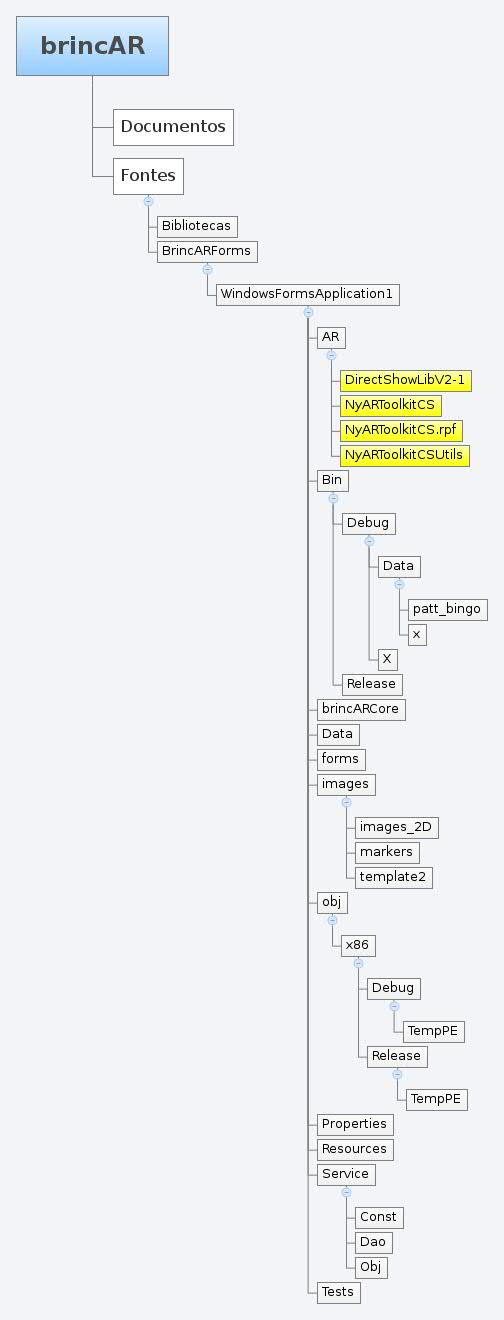 brincAR
Documentos
Fontes
Bibliotecas
BrincARForms
WindowsFormsApplication1
AR
DirectShowLibV2-1
NyARToolkitCS
NyARToolkitCS.rpf
NyARToolkitCSUtils
Bin
Debug
Data
patt_bingo
x
X
Release
brincARCore
Data
forms
images
images_2D
markers
template2
obj
x86
Debug
TempPE
Release
TempPE
Properties
Resources
Service
Const
Dao
Obj
Tests